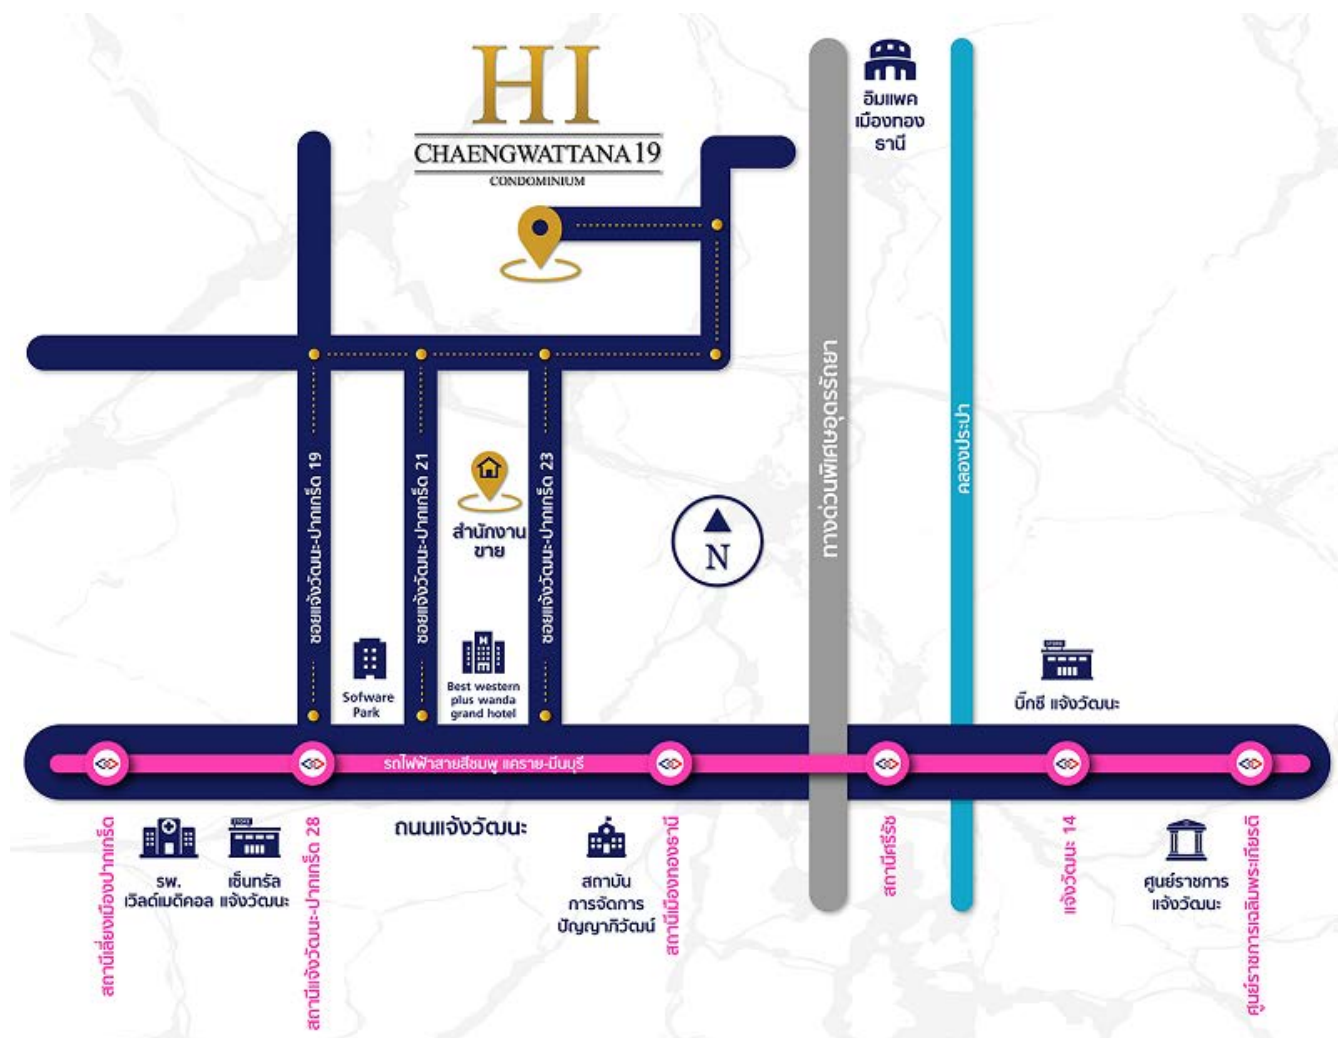 HI
CHAENGWATTANA 19
CONDOMINIUM
อิมแพค
เมืองทอง
ธานี
ทางด่วนพิเศษอุดรรัถยา
คลองประปา
ซอยแจ้งวัฒนะ-ปากเกร็ด 19
ซอยแจ้งวัฒนะ-ปากเกร็ด 21
ซอยแจ้งวัฒนะ-ปากเกร็ด 23
สำนักงาน
ขาย
N
Sofware
Park
H
Best western
plus wanda
grand hotel
STORE
บิ๊กซี แจ้งวัฒนะ
รถไฟฟ้าสายสีชมพู แคราย-มีนบุรี
ถนนแจ้งวัฒนะ
สถานีเลี่ยงเมืองปากเกร็ด
รพ.
เวิลด์เมดิคอล
STORE
เซ็นทรัล
แจ้งวัฒนะ
สถานีแจ้งวัฒนะ-ปากเกร็ด 28
สถาบัน
การจัดการ
ปัญญาภิวัฒน์
สถานีเมืองทองธานี
สถานีศรีรัช
แจ้งวัฒนะ 14
ศูนย์ราชการ
แจ้งวัฒนะ
ศูนย์ราชการเฉลิมพระเกียรติ